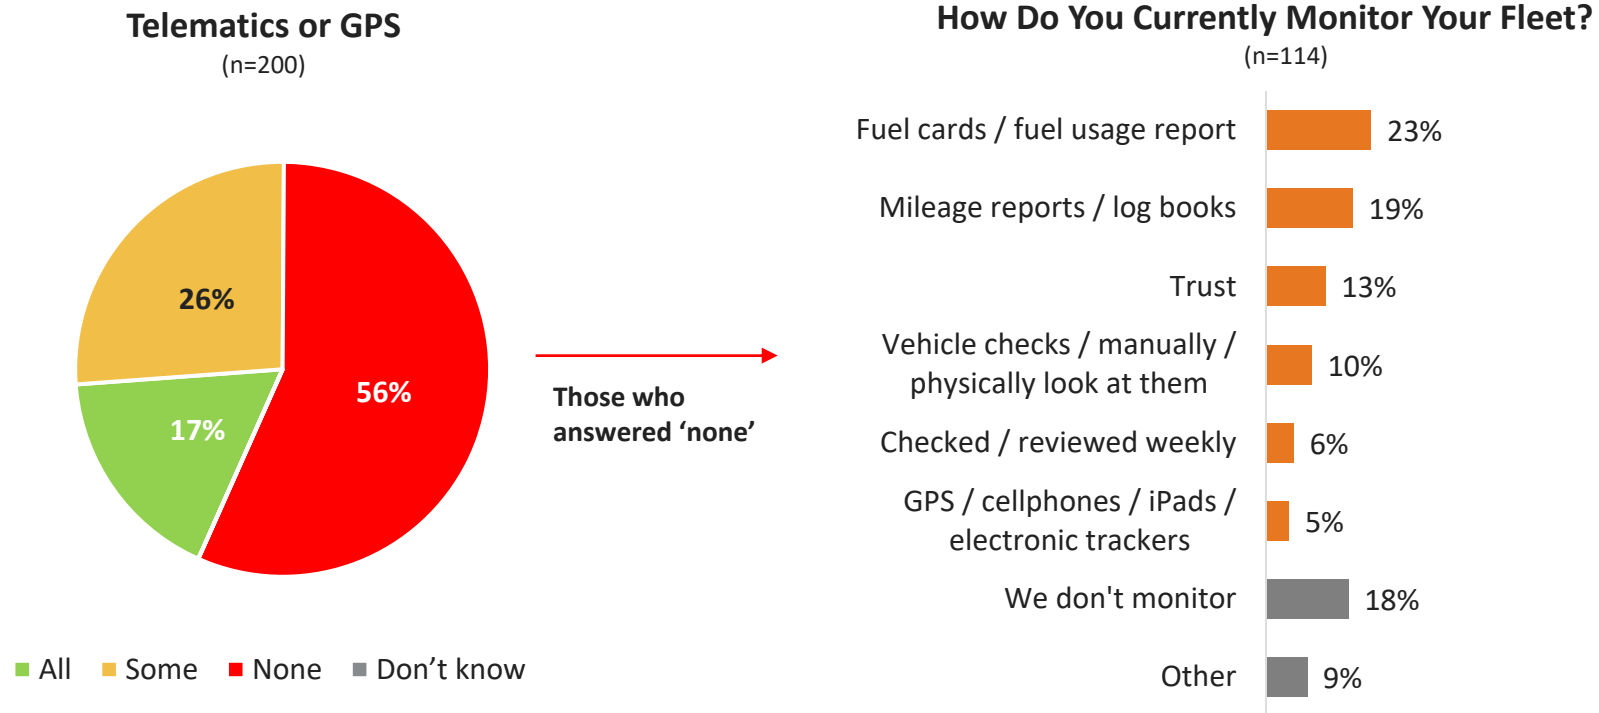 Telematics or GPS
(n=200)
26%
56%
17%
All
Some
None
Don’t know
Those who
answered ‘none’
How Do You Currently Monitor Your Fleet?
(n=114)
Fuel cards / fuel usage report
23%
Mileage reports / log books
19%
Trust
13%
Vehicle checks / manually /
physically look at them
10%
Checked / reviewed weekly
6%
GPS / cellphones / iPads /
electronic trackers
5%
We don't monitor
18%
Other
9%